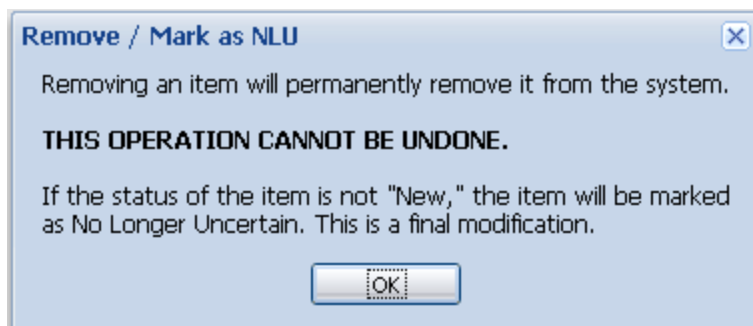 Remove / Mark as NLU
Removing an item will permanently remove it from the system.
THIS OPERATION CANNOT BE UNDONE.
If the status of the item is not "New," the item will be marked
as No Longer Uncertain. This is a final modification.
OK